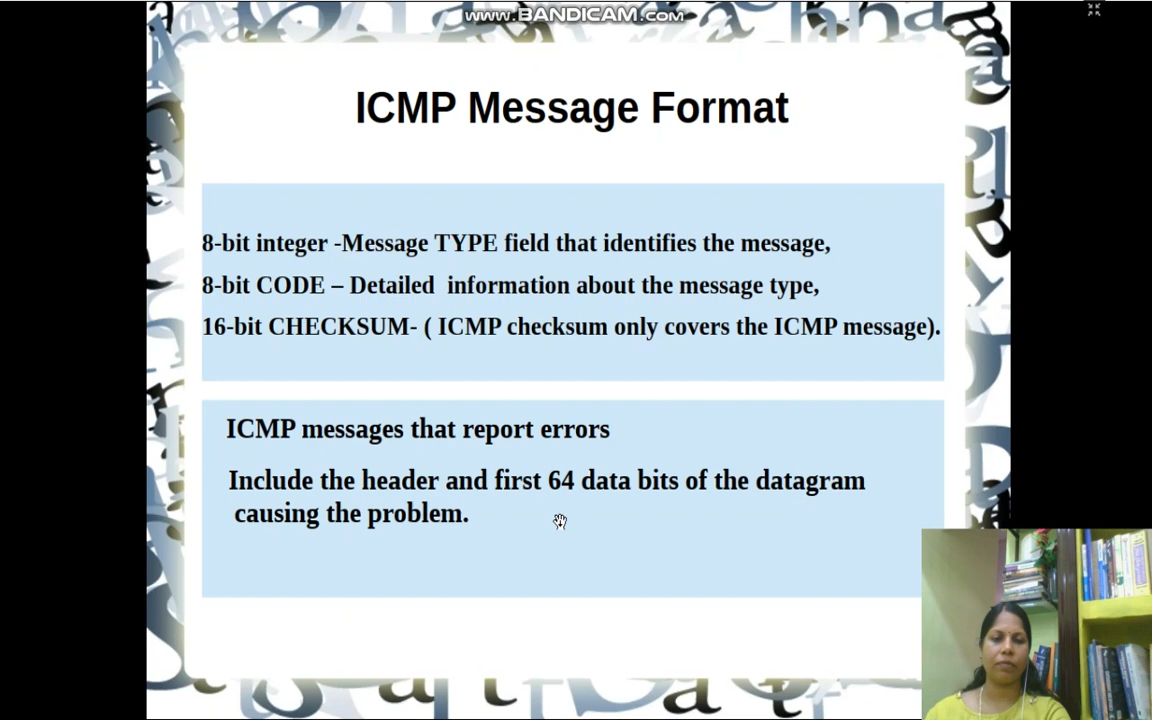 www.BANDICAM.com
ICMP Message Format
8-bit integer -Message TYPE field that identifies the message,
8-bit CODE – Detailed  information about the message type,
16-bit CHECKSUM- ( ICMP checksum only covers the ICMP message).
ICMP messages that report errors
Include the header and first 64 data bits of the datagram
causing the problem.